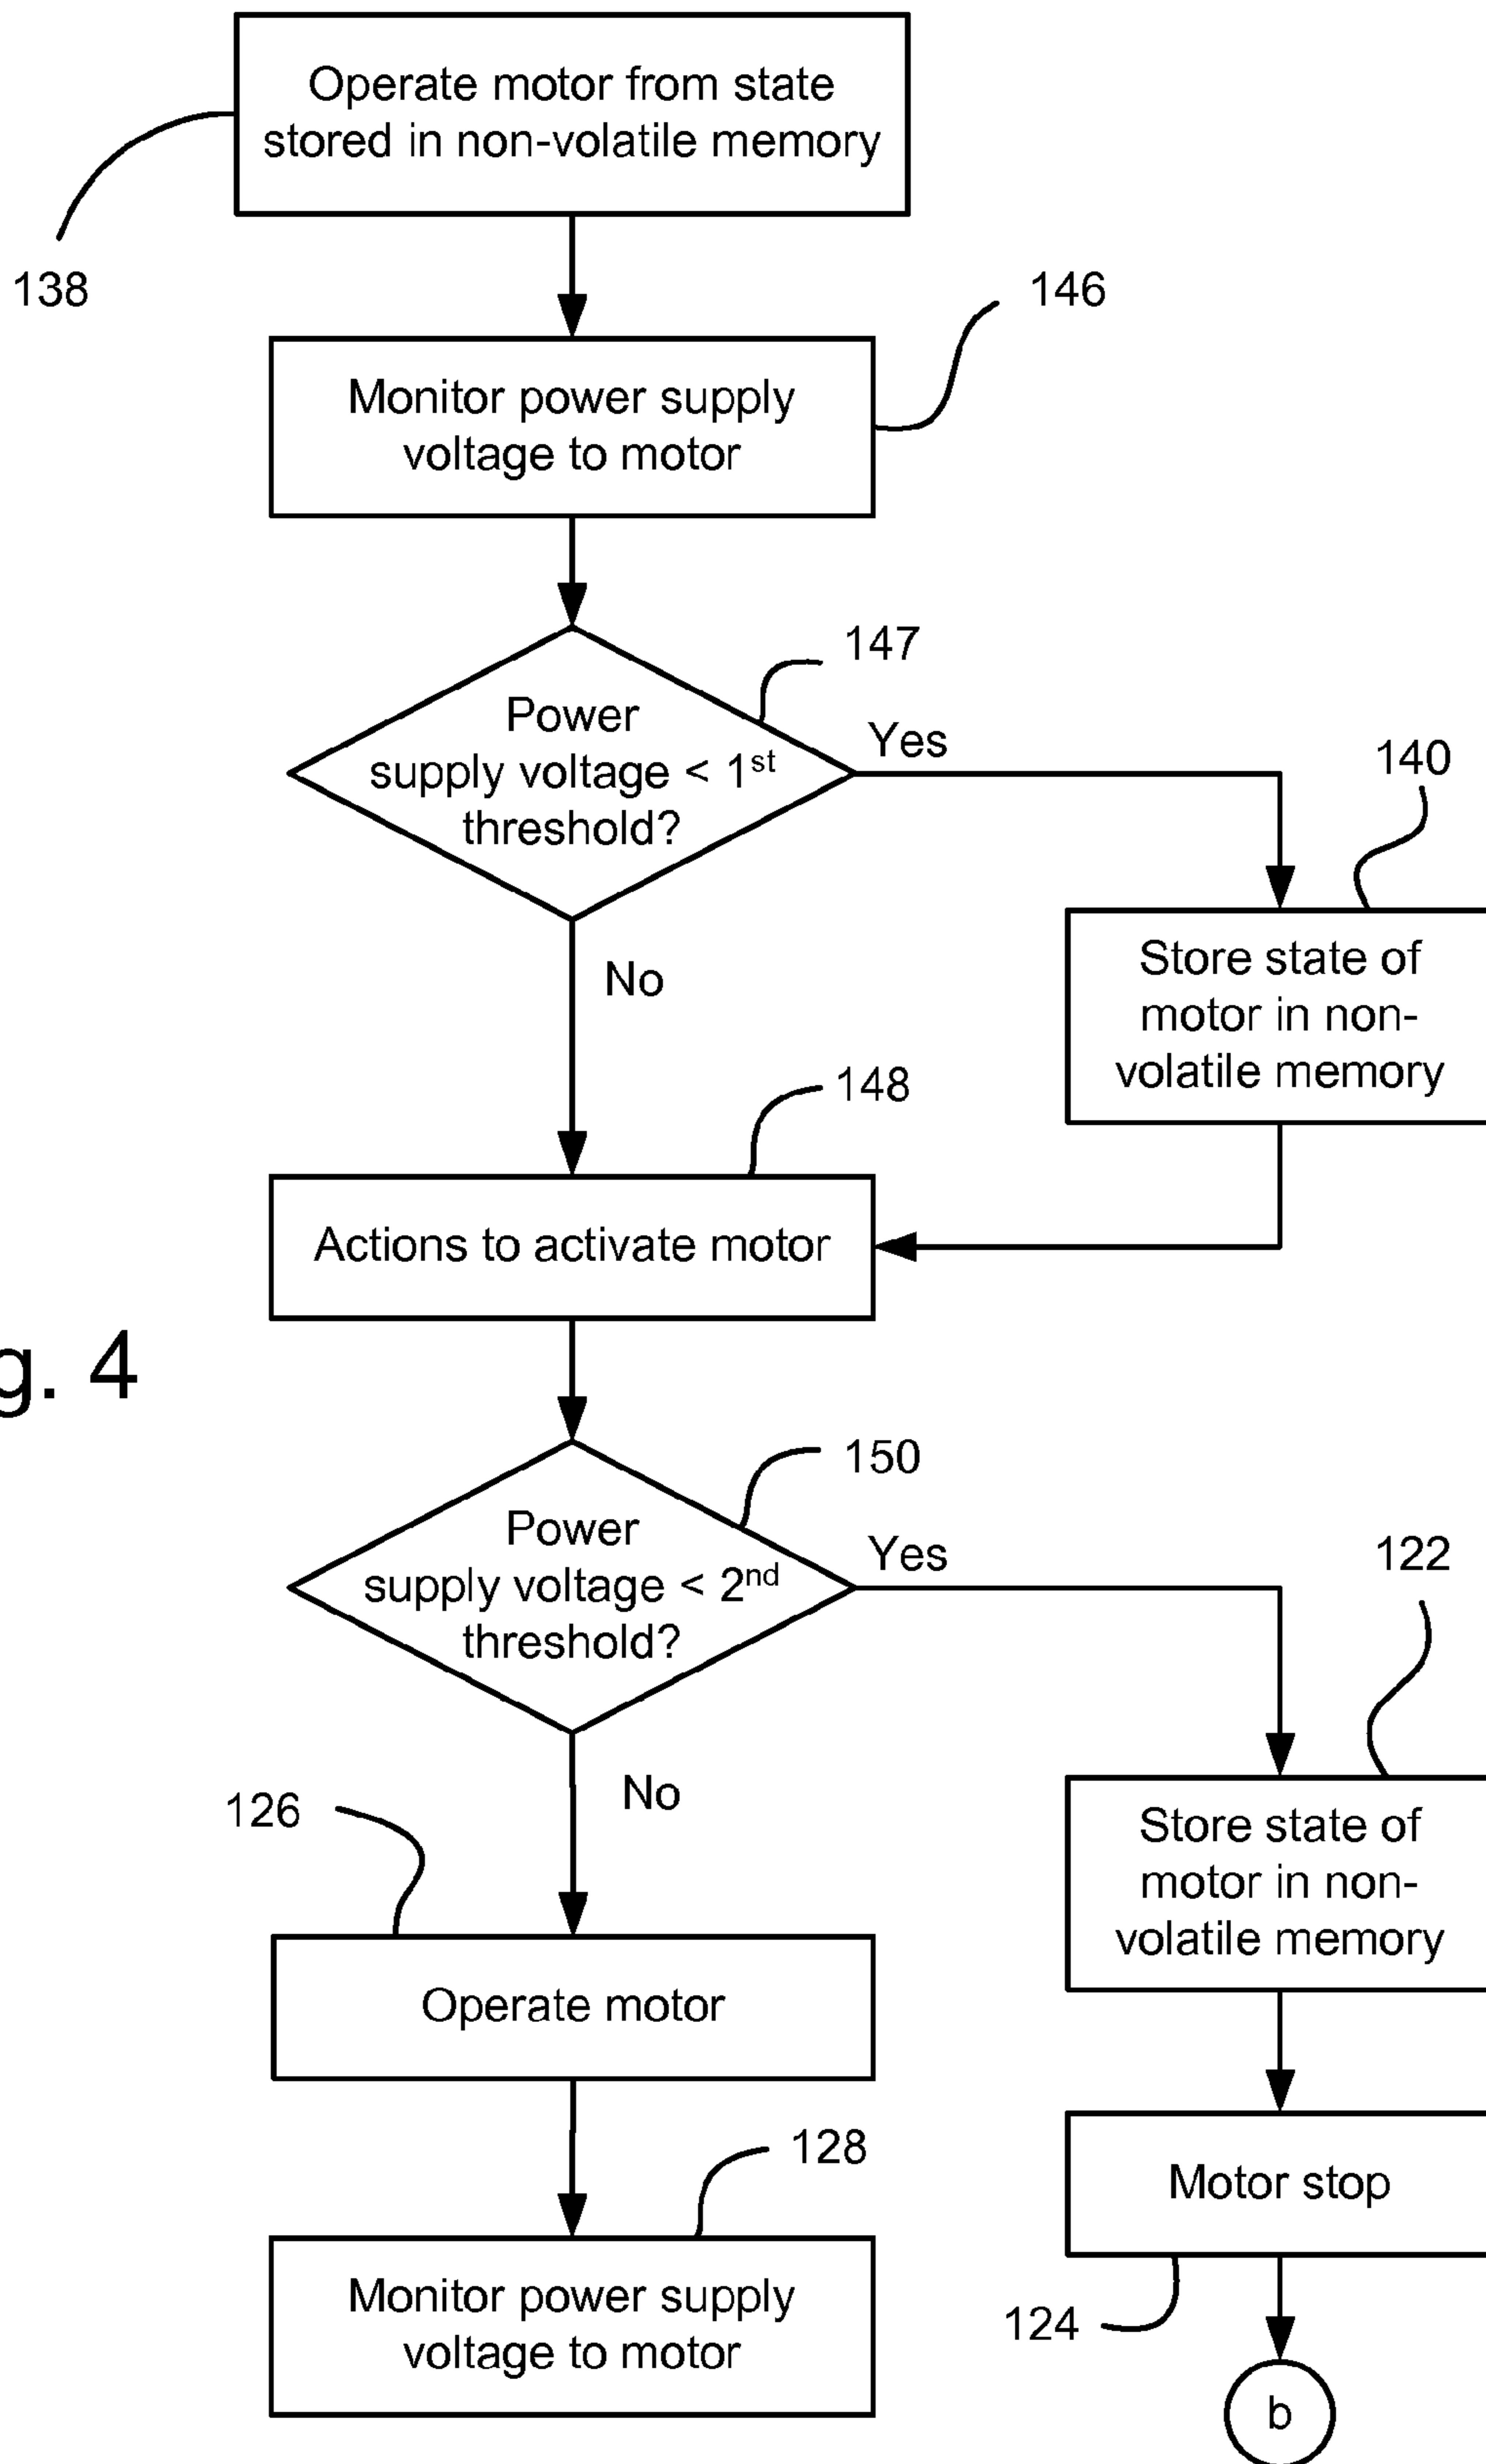 Operate motor from state
stored in non-volatile memory
138
146
Monitor power supply
voltage to motor
147
Power
supply voltage < 1st
threshold?
Yes
140
No
Store state of
motor in non-
volatile memory
148
Actions to activate motor
g. 4
150
Power
supply voltage < 2nd
threshold?
Yes
122
126
No
Store state of
motor in non-
volatile memory
Operate motor
128
Motor stop
Monitor power supply
voltage to motor
124
b